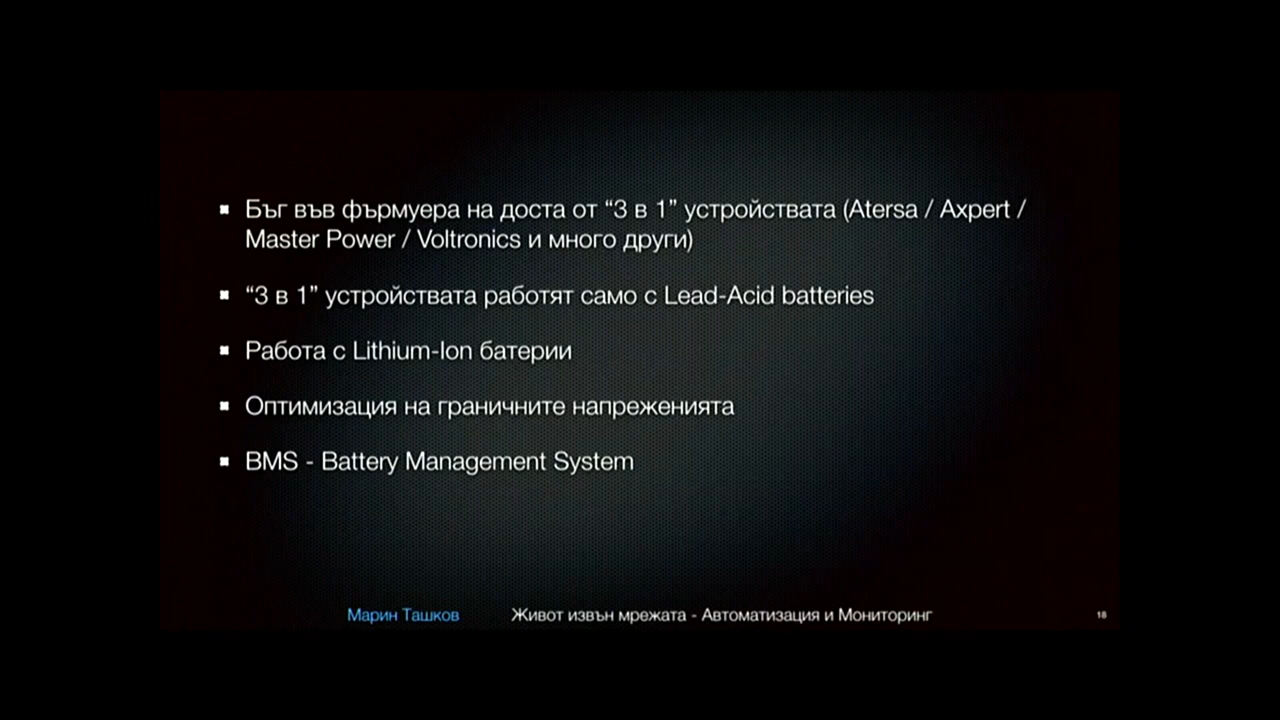 Бъг във фърмуера на доста от “3 в 1” устройствата (Atersa / Axpert /
Master Power / Voltronics и много други)
“3 в 1” устройствата работят само с Lead-Acid batteries
Работа с Lithium-Ion батерии
Оптимизация на граничните напреженията
BMS - Battery Management System
Марин Ташков Живот извън мрежата - Автоматизация и Мониторинг 18